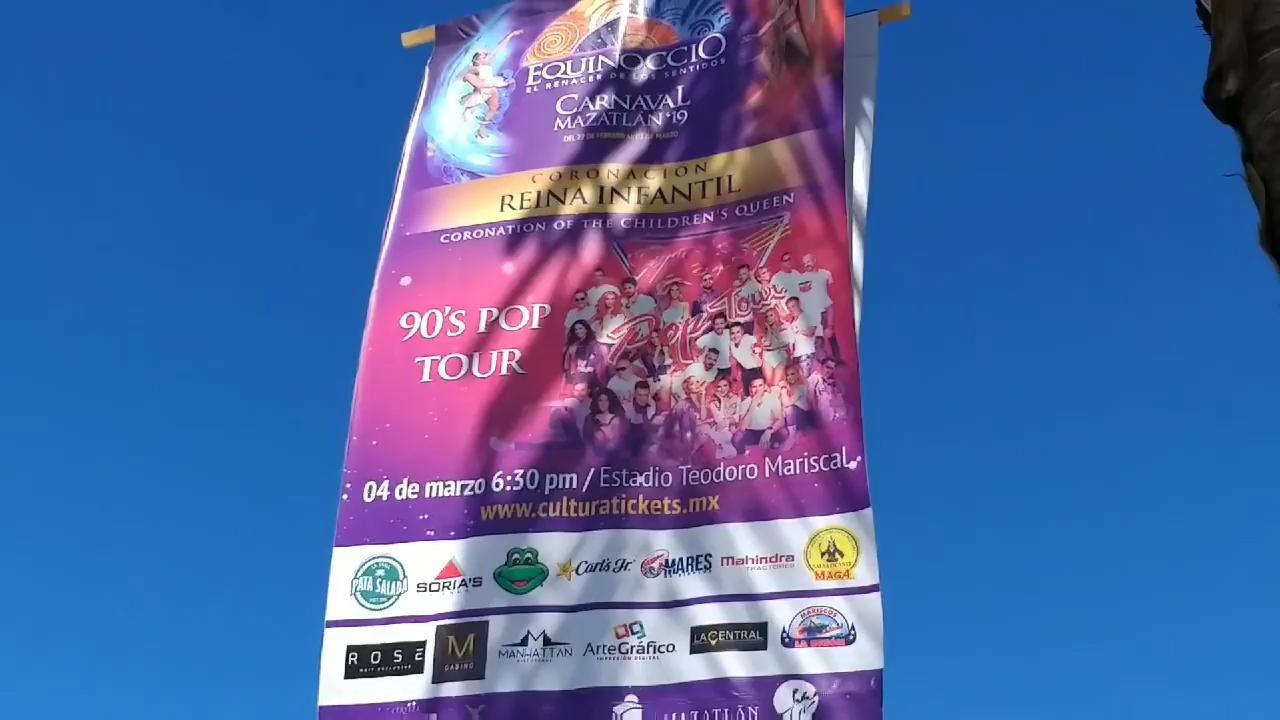 EQUINOCCIO
EL RENACER DE LOS SENTIDOS
CARNAVAL
MAZATLÁN '19
CORONACIÓN
REINA INFANTIL
CORONATION OF THE CHILDREN'S QUEEN
90'S POP
TOUR
Pop Tour
04 de marzo 6:30 pm / Estadio Teodoro Mariscal
www.culturatickets.mx
PATA SALADA
SORIA'S
Carl's Jr.
MARES
Mahindra
TRACTORES
MAGA
ROSÉ
M
GABINO
MANHATTAN
ArteGráfico
IMPRESIÓN DIGITAL
LA CENTRAL
MARISCOS
MAZATLÁN